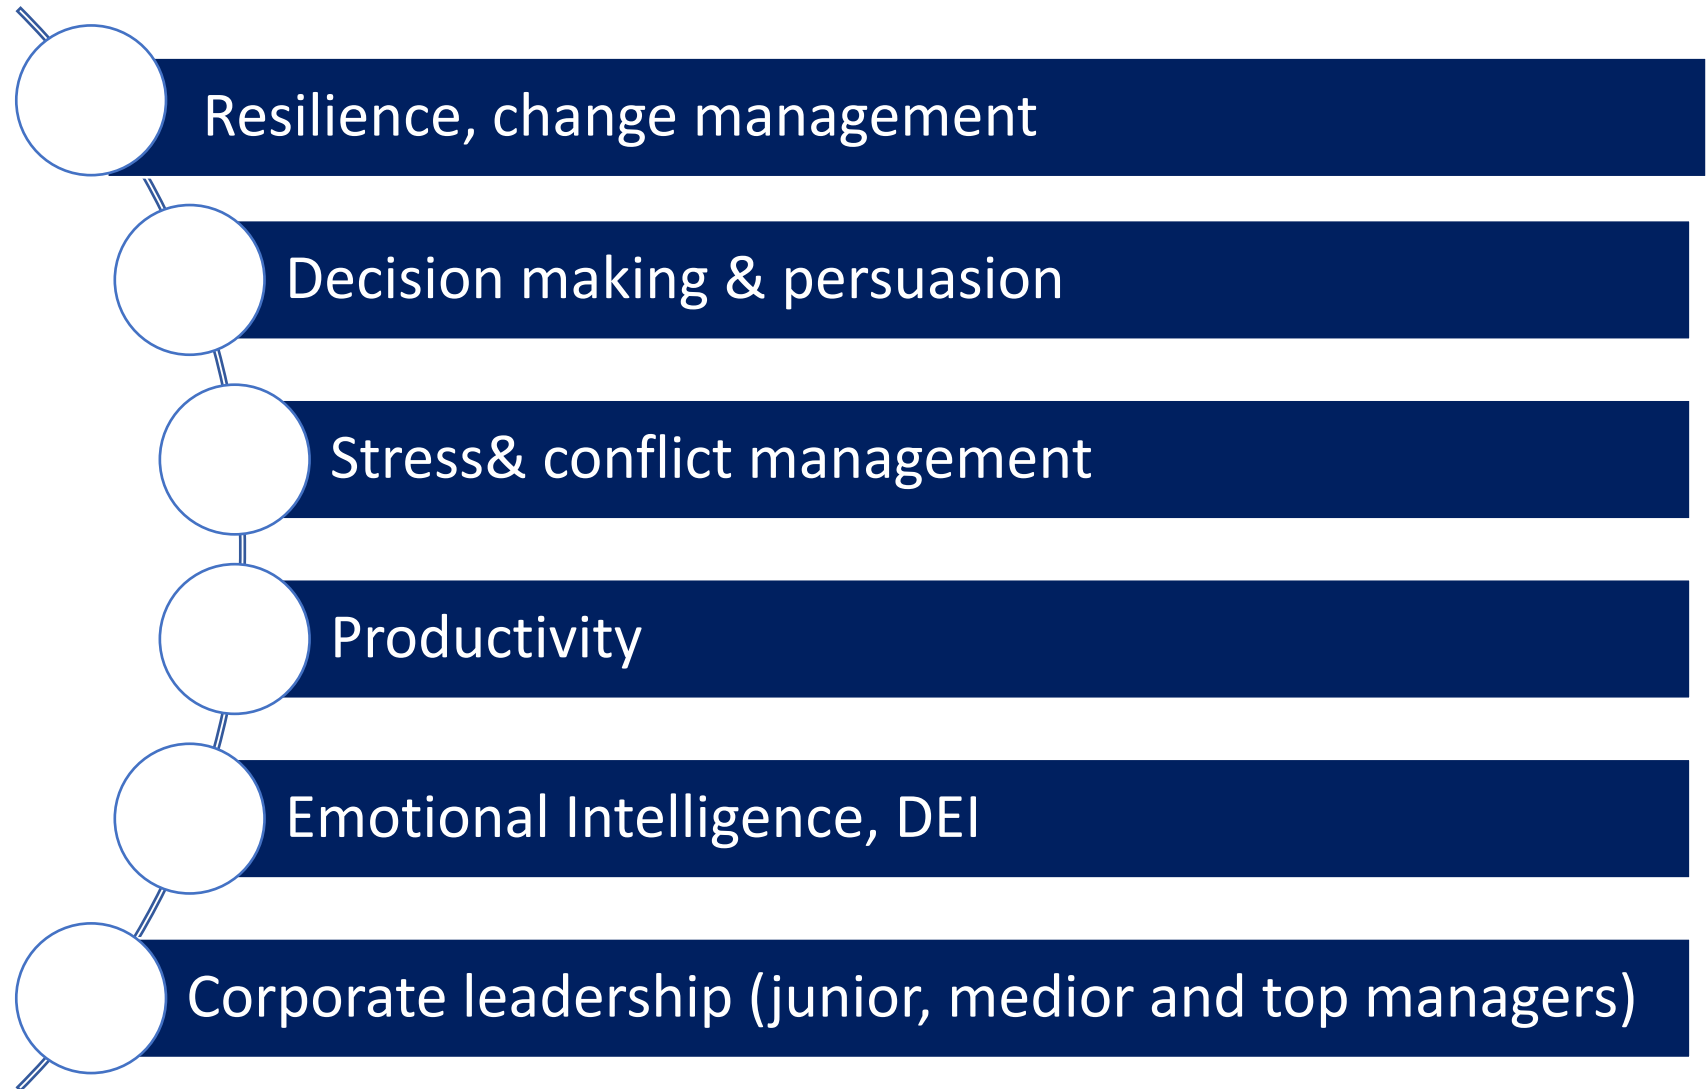 Resilience, change management
Decision making & persuasion
Stress& conflict management
Productivity
Emotional Intelligence, DEI
Corporate leadership (junior, medior and top managers)